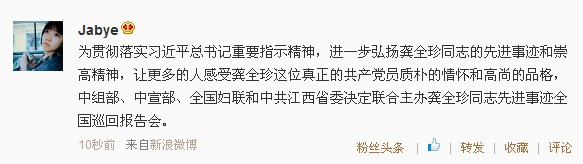 Jabye
为贯彻落实习近平总书记重要指示精神，进一步弘扬龚全珍同志的先进事迹和崇
高精神，让更多的人感受龚全珍这位真正的共产党员质朴的情怀和高尚的品格，
中组部、中宣部、全国妇联和中共江西省委决定联合主办龚全珍同志先进事迹全
国巡回报告会。
10秒前 来自新浪微博 粉丝头条 | | 转发 | 收藏 | 评论